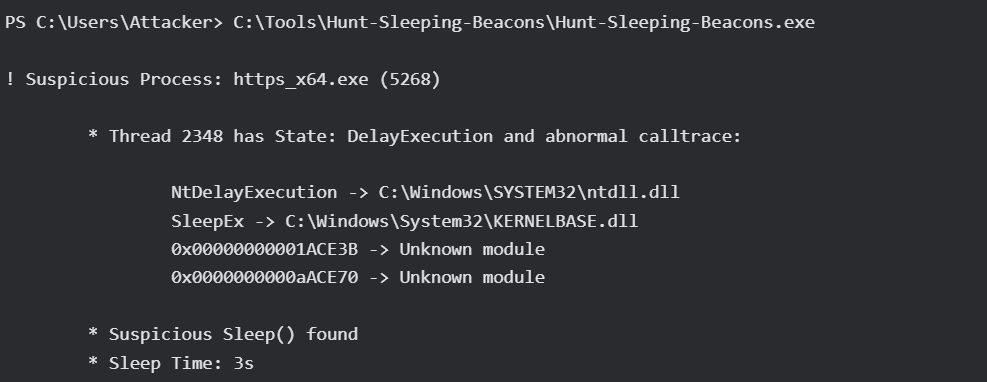 PS C:\Users\Attacker> C:\Tools\Hunt-Sleeping-Beacons\Hunt-Sleeping-Beacons.exe
! Suspicious Process: https_x64.exe (5268)
* Thread 2348 has State: DelayExecution and abnormal calltrace:
NtDelayExecution -> C:\Windows\SYSTEM32\ntdll.dll
SleepEx -> C:\Windows\System32\KERNELBASE.dll
0x00000000001ACE3B -> Unknown module
0x0000000000aACE70 -> Unknown module
* Suspicious Sleep() found
* Sleep Time: 3s